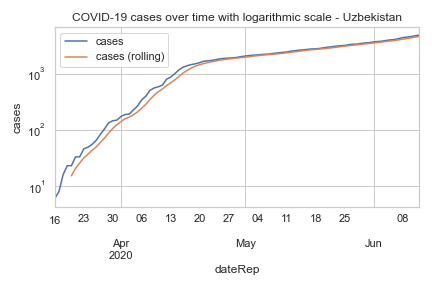 COVID-19 cases over time with logarithmic scale - Uzbekistan
cases
cases (rolling)
10³
10²
10¹
cases
16 23 30 06 13 20 27 04 11 18 25 08
Apr May Jun
2020
dateRep